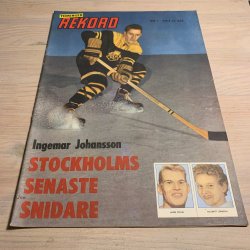 REKORD
Ingemar Johansson
STOCKHOLMS
SENASTE
SNIDARE